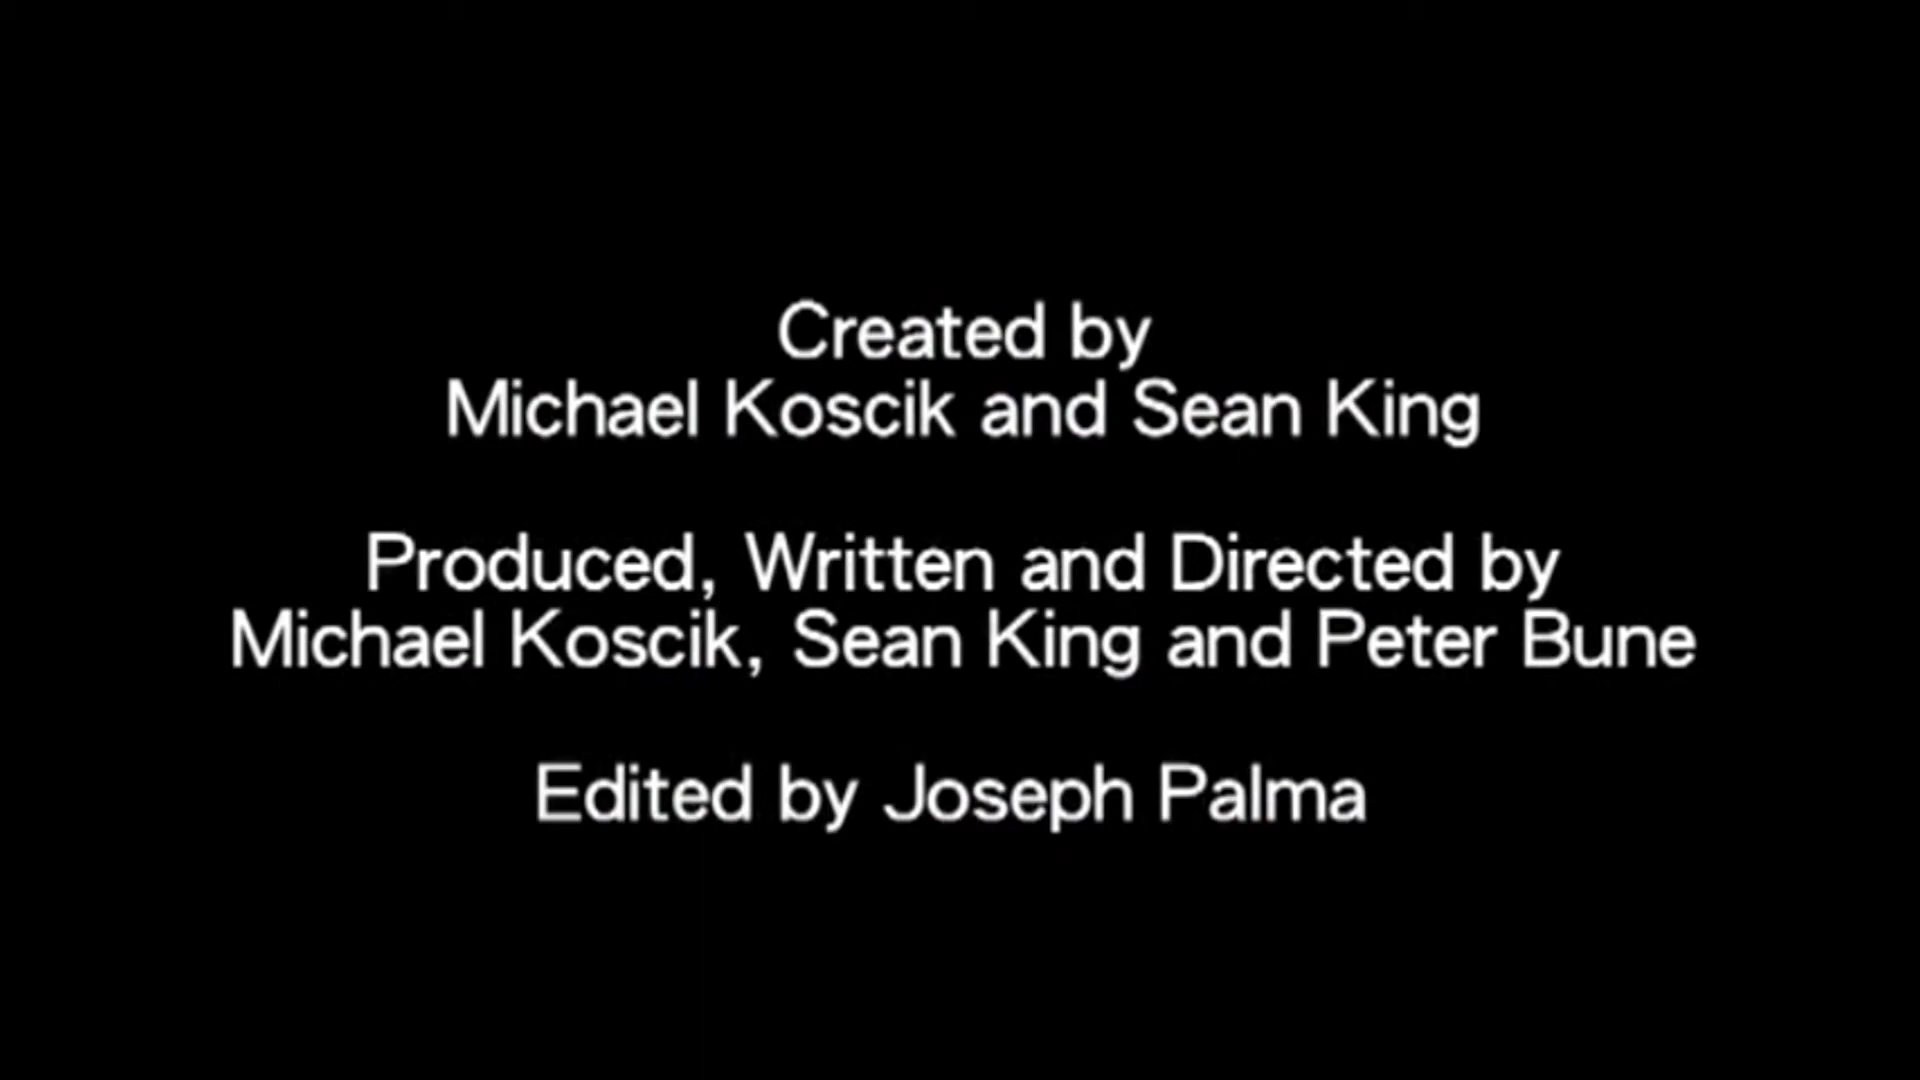 Created by
Michael Koscik and Sean King
Produced, Written and Directed by
Michael Koscik, Sean King and Peter Bune
Edited by Joseph Palma